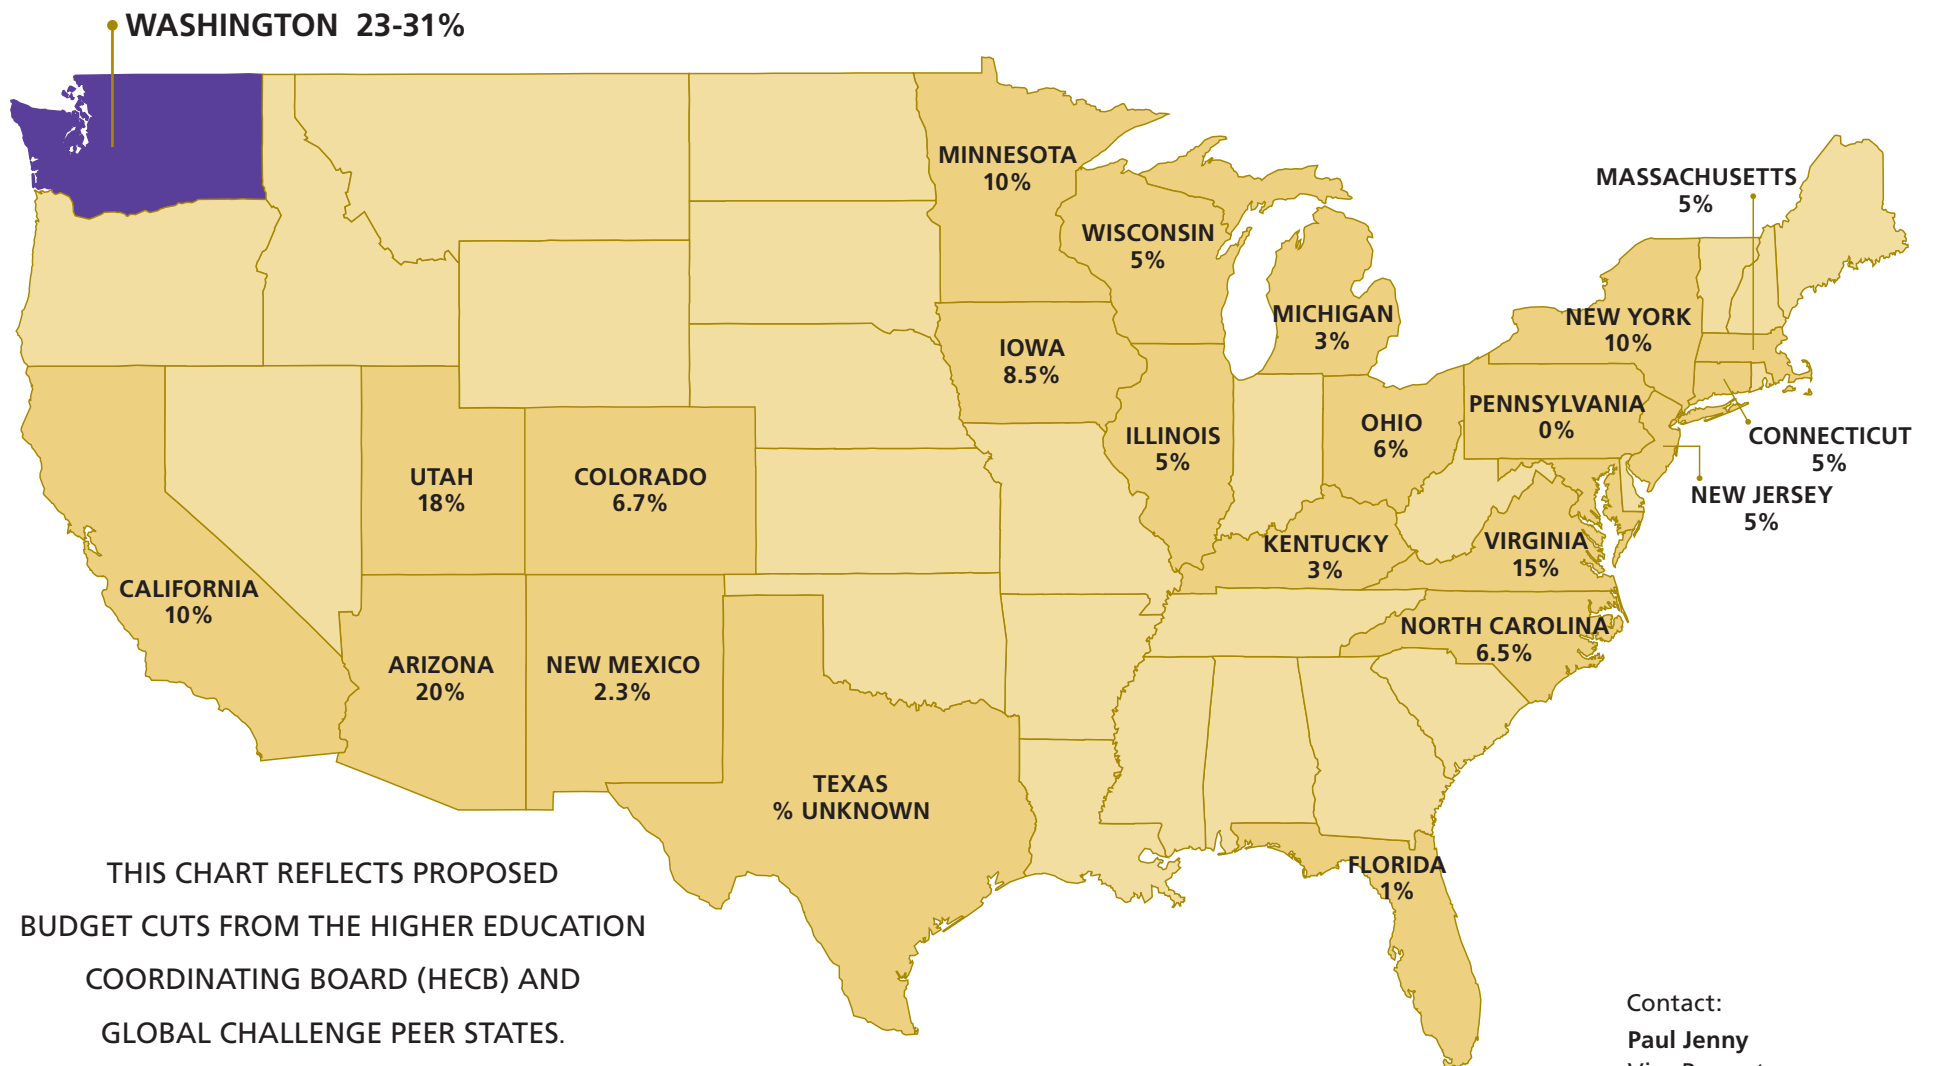 WASHINGTON 23-31%
MINNESOTA
10%
MASSACHUSETTS
5%
WISCONSIN
5%
MICHIGAN
3%
NEW YORK
10%
IOWA
8.5%
PENNSYLVANIA
0%
OHIO
6%
ILLINOIS
5%
CONNECTICUT
5%
UTAH
18%
COLORADO
6.7%
NEW JERSEY
5%
KENTUCKY
3%
VIRGINIA
15%
CALIFORNIA
10%
NORTH CAROLINA
6.5%
ARIZONA
20%
NEW MEXICO
2.3%
TEXAS
% UNKNOWN
FLORIDA
1%
THIS CHART REFLECTS PROPOSED
BUDGET CUTS FROM THE HIGHER EDUCATION
COORDINATING BOARD (HECB) AND
GLOBAL CHALLENGE PEER STATES.
Contact:
Paul Jenny